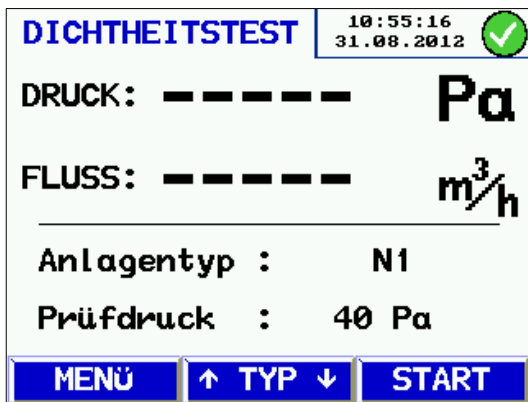 DICHTHEITSTEST
10:55:16
31.08.2012
DRUCK: ----- Pa
FLUSS: ----- m³/h
Anlagentyp : N1
Prüfdruck : 40 Pa
MENÜ ↑ TYP ↓ START